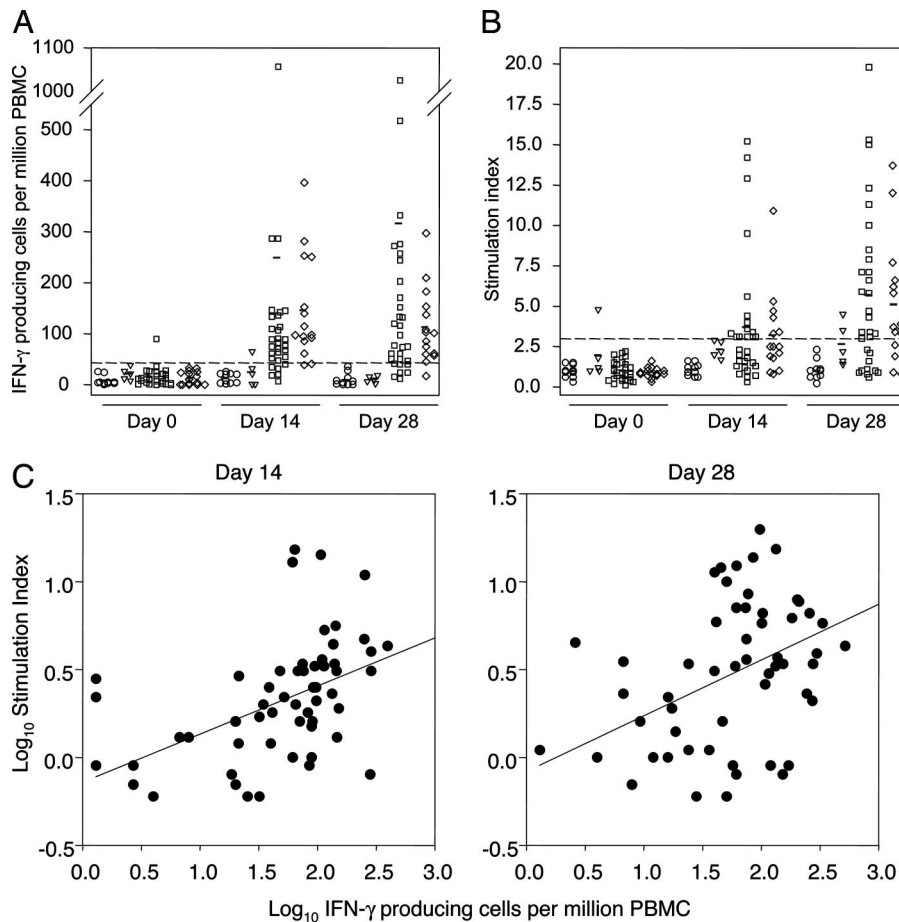 A
IFN-γ producing cells per million PBMC
1100
1000
500
400
300
200
100
0
Day 0 Day 14 Day 28
B
Stimulation index
20.0
17.5
15.0
12.5
10.0
7.5
5.0
2.5
0.0
Day 0 Day 14 Day 28
C
Day 14
Log10 Stimulation Index
1.5
1.0
0.5
0.0
-0.5
0.0 0.5 1.0 1.5 2.0 2.5 3.0
Day 28
1.5
1.0
0.5
0.0
-0.5
0.0 0.5 1.0 1.5 2.0 2.5 3.0
Log10 IFN-γ producing cells per million PBMC